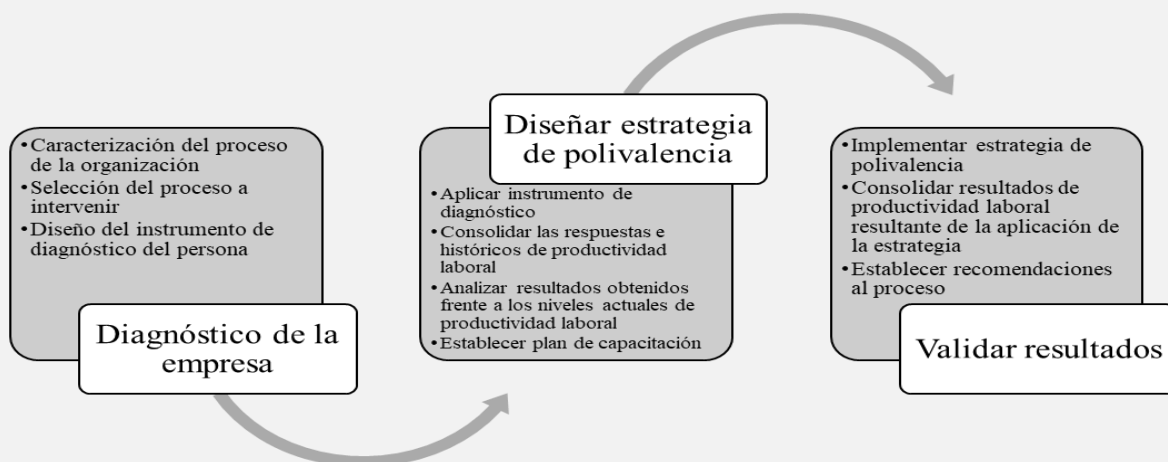 •Caracterización del proceso
de la organización
•Selección del proceso a
intervenir
•Diseño del instrumento de
diagnóstico del persona
Diagnóstico de la
empresa
Diseñar estrategia
de polivalencia
•Aplicar instrumento de
diagnóstico
•Consolidar las respuestas e
históricos de productividad
laboral
•Analizar resultados obtenidos
frente a los niveles actuales de
productividad laboral
•Establecer plan de capacitación
•Implementar estrategia de
polivalencia
•Consolidar resultados de
productividad laboral
resultante de la aplicación de
la estrategia
•Establecer recomendaciones
al proceso
Validar resultados